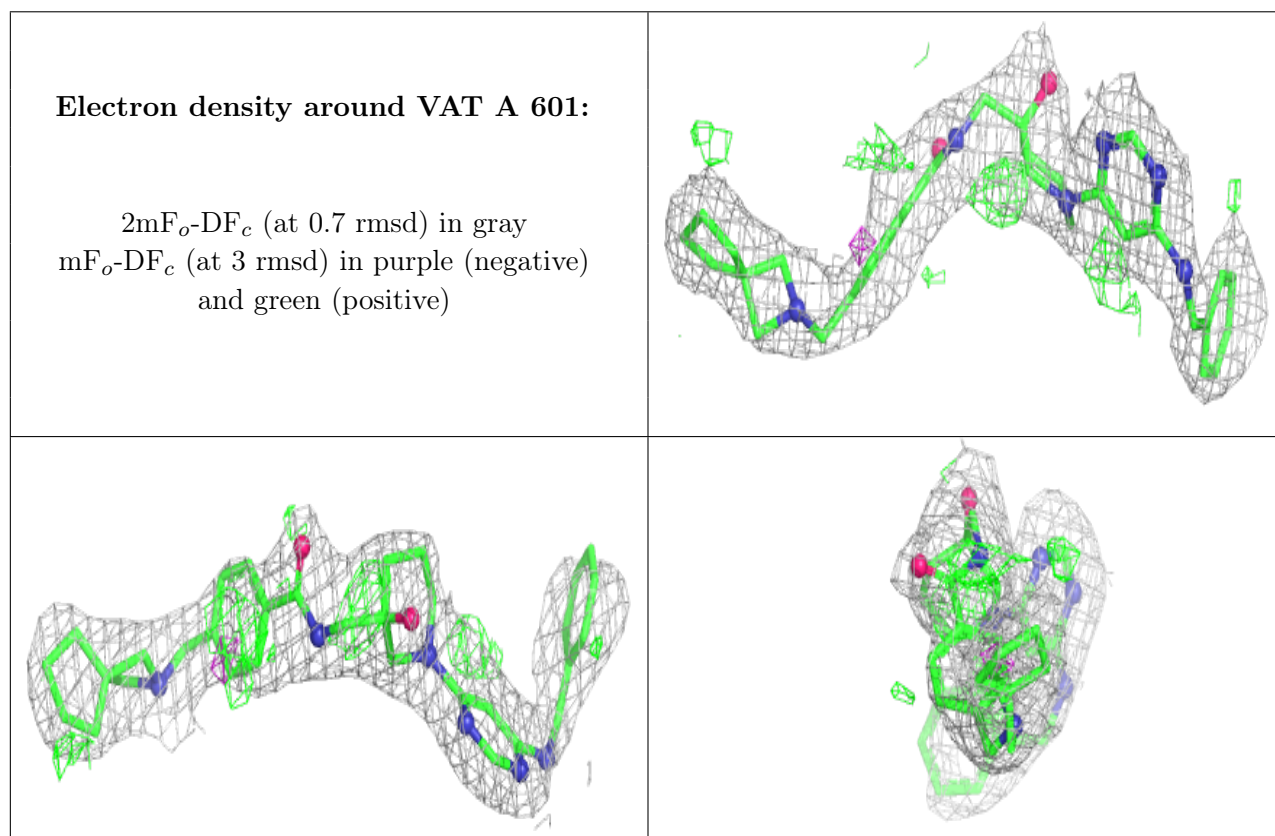 Electron density around VAT A 601:
2mFo-DFc (at 0.7 rmsd) in gray
mFo-DFc (at 3 rmsd) in purple (negative)
and green (positive)